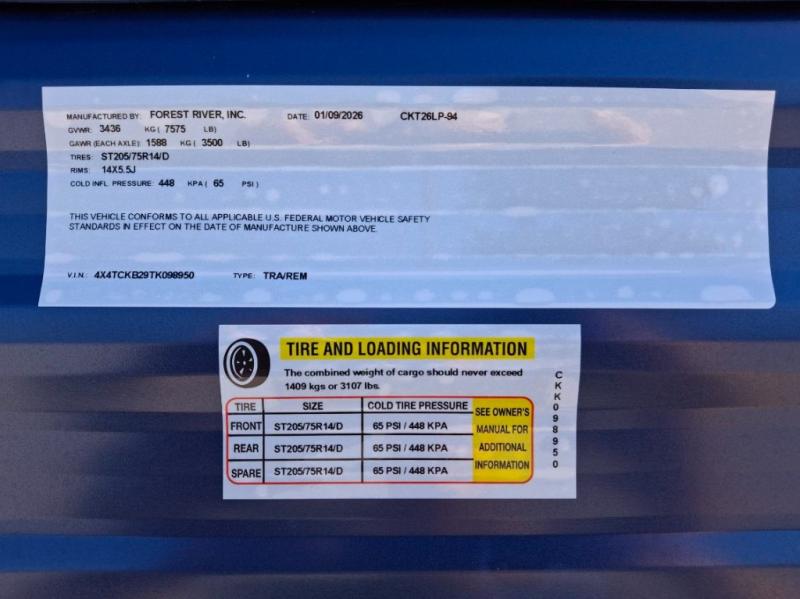 MANUFACTURED BY: FOREST RIVER, INC. DATE: 01/09/2026 CKT26LP-94
GVWR: 3436 KG ( 7575 LB)
GAWR (EACH AXLE): 1588 KG ( 3500 LB)
TIRES: ST205/75R14/D
RIMS: 14X5.5J
COLD INFL. PRESSURE: 448 KPA ( 65 PSI )
THIS VEHICLE CONFORMS TO ALL APPLICABLE U.S. FEDERAL MOTOR VEHICLE SAFETY
STANDARDS IN EFFECT ON THE DATE OF MANUFACTURE SHOWN ABOVE.
V.I.N.: 4X4TCKB29TK098950 TYPE: TRA/REM
TIRE AND LOADING INFORMATION
The combined weight of cargo should never exceed
1409 kgs or 3107 lbs.
TIRE SIZE COLD TIRE PRESSURE
FRONT ST205/75R14/D 65 PSI / 448 KPA
REAR ST205/75R14/D 65 PSI / 448 KPA
SPARE ST205/75R14/D 65 PSI / 448 KPA
SEE OWNER'S
MANUAL FOR
ADDITIONAL
INFORMATION
CKK098950